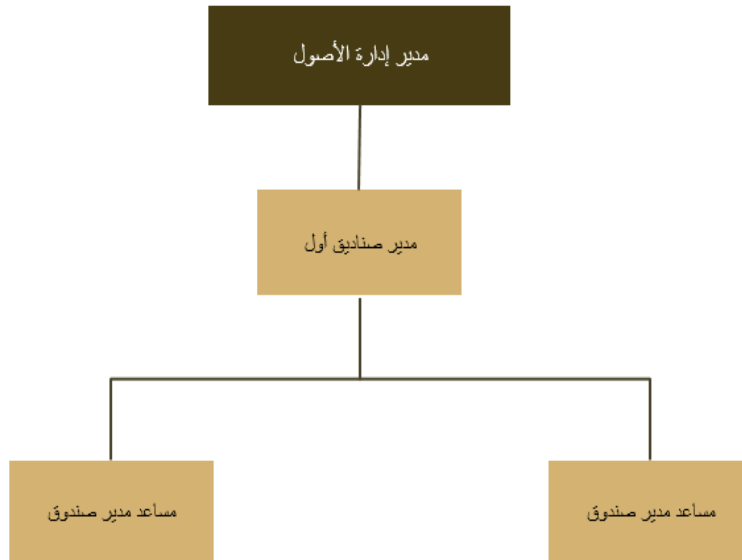 مدير إدارة الأصول
مدير صناديق أول
مساعد مدير صندوق
مساعد مدير صندوق